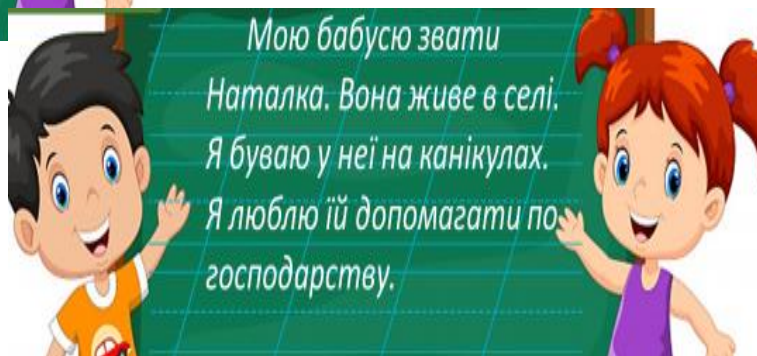 Мою бабусю звати
Наталка. Вона живе в селі.
Я буваю у неї на канікулах.
Я люблю їй допомагати по
господарству.